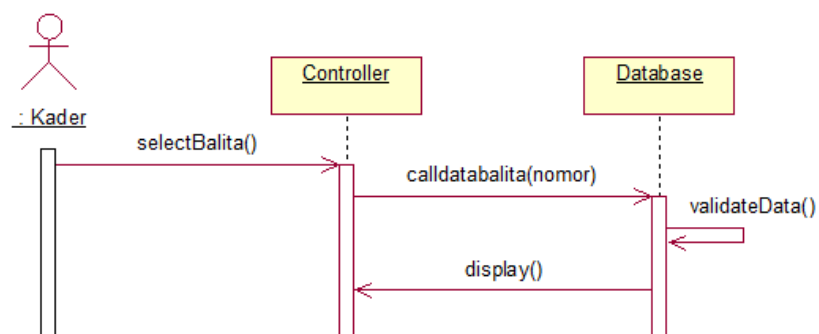 Controller
Database
: Kader
selectBalita()
calldatabalita(nomor)
validateData()
display()